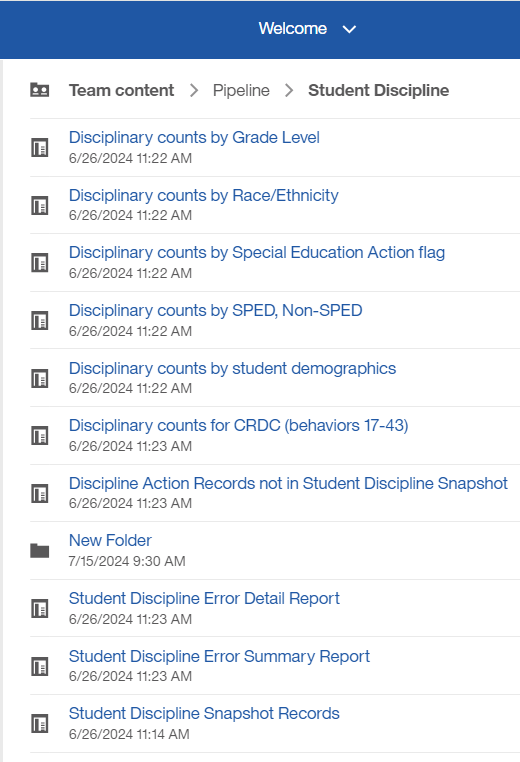 Welcome
Team content Pipeline Student Discipline
Disciplinary counts by Grade Level
6/26/2024 11:22 AM
Disciplinary counts by Race/Ethnicity
6/26/2024 11:22 AM
Disciplinary counts by Special Education Action flag
6/26/2024 11:22 AM
Disciplinary counts by SPED, Non-SPED
6/26/2024 11:22 AM
Disciplinary counts by student demographics
6/26/2024 11:22 AM
Disciplinary counts for CRDC (behaviors 17-43)
6/26/2024 11:23 AM
Discipline Action Records not in Student Discipline Snapshot
6/26/2024 11:23 AM
New Folder
7/15/2024 9:30 AM
Student Discipline Error Detail Report
6/26/2024 11:23 AM
Student Discipline Error Summary Report
6/26/2024 11:23 AM
Student Discipline Snapshot Records
6/26/2024 11:14 AM